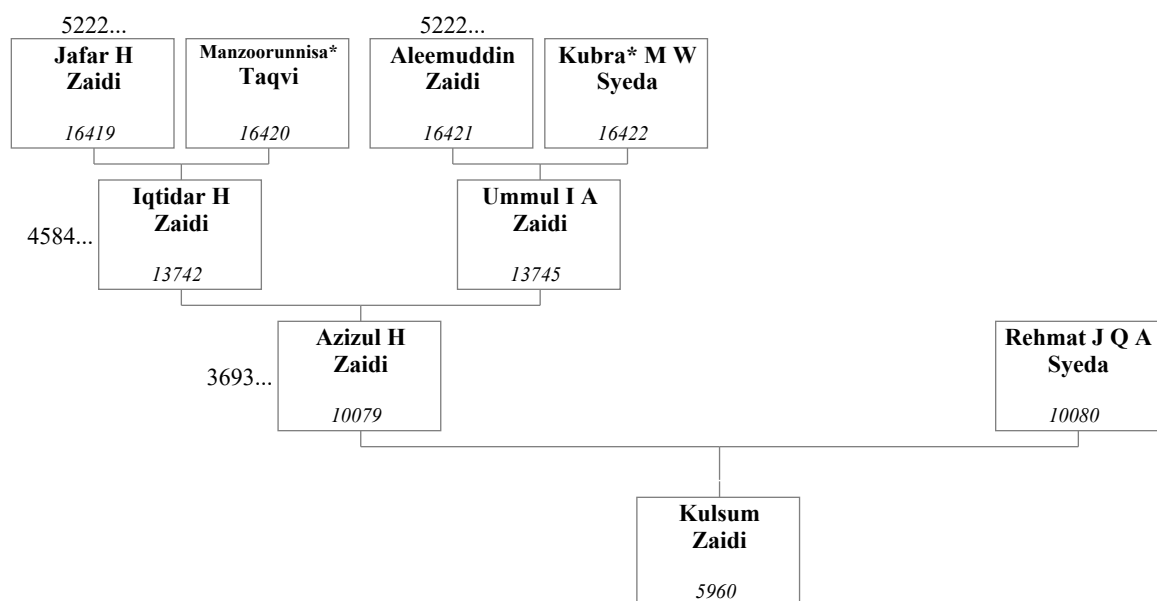 5222...
5222...
Jafar H
Zaidi
16419
Manzoorunnisa*
Taqvi
16420
Aleemuddin
Zaidi
16421
Kubra* M W
Syeda
16422
4584...
Iqtidar H
Zaidi
13742
Ummul I A
Zaidi
13745
3693...
Azizul H
Zaidi
10079
Rehmat J Q A
Syeda
10080
Kulsum
Zaidi
5960